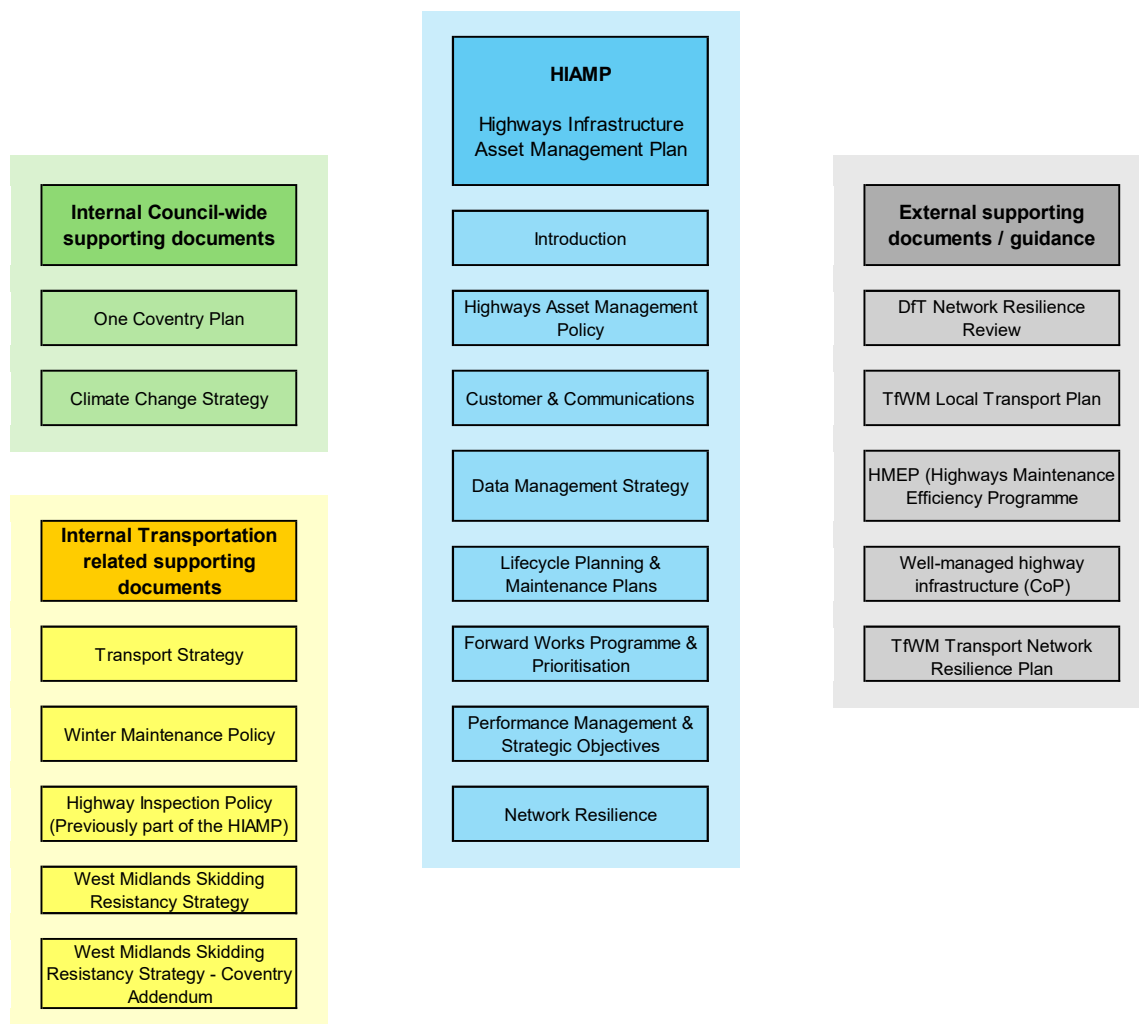 HIAMP
Highways Infrastructure
Asset Management Plan
Introduction
Highways Asset Management
Policy
Customer & Communications
Data Management Strategy
Lifecycle Planning &
Maintenance Plans
Forward Works Programme &
Prioritisation
Performance Management &
Strategic Objectives
Network Resilience
Internal Council-wide
supporting documents
One Coventry Plan
Climate Change Strategy
Internal Transportation
related supporting
documents
Transport Strategy
Winter Maintenance Policy
Highway Inspection Policy
(Previously part of the HIAMP)
West Midlands Skidding
Resistancy Strategy
West Midlands Skidding
Resistancy Strategy - Coventry
Addendum
External supporting
documents / guidance
DfT Network Resilience
Review
TfWM Local Transport Plan
HMEP (Highways Maintenance
Efficiency Programme
Well-managed highway
infrastructure (CoP)
TfWM Transport Network
Resilience Plan